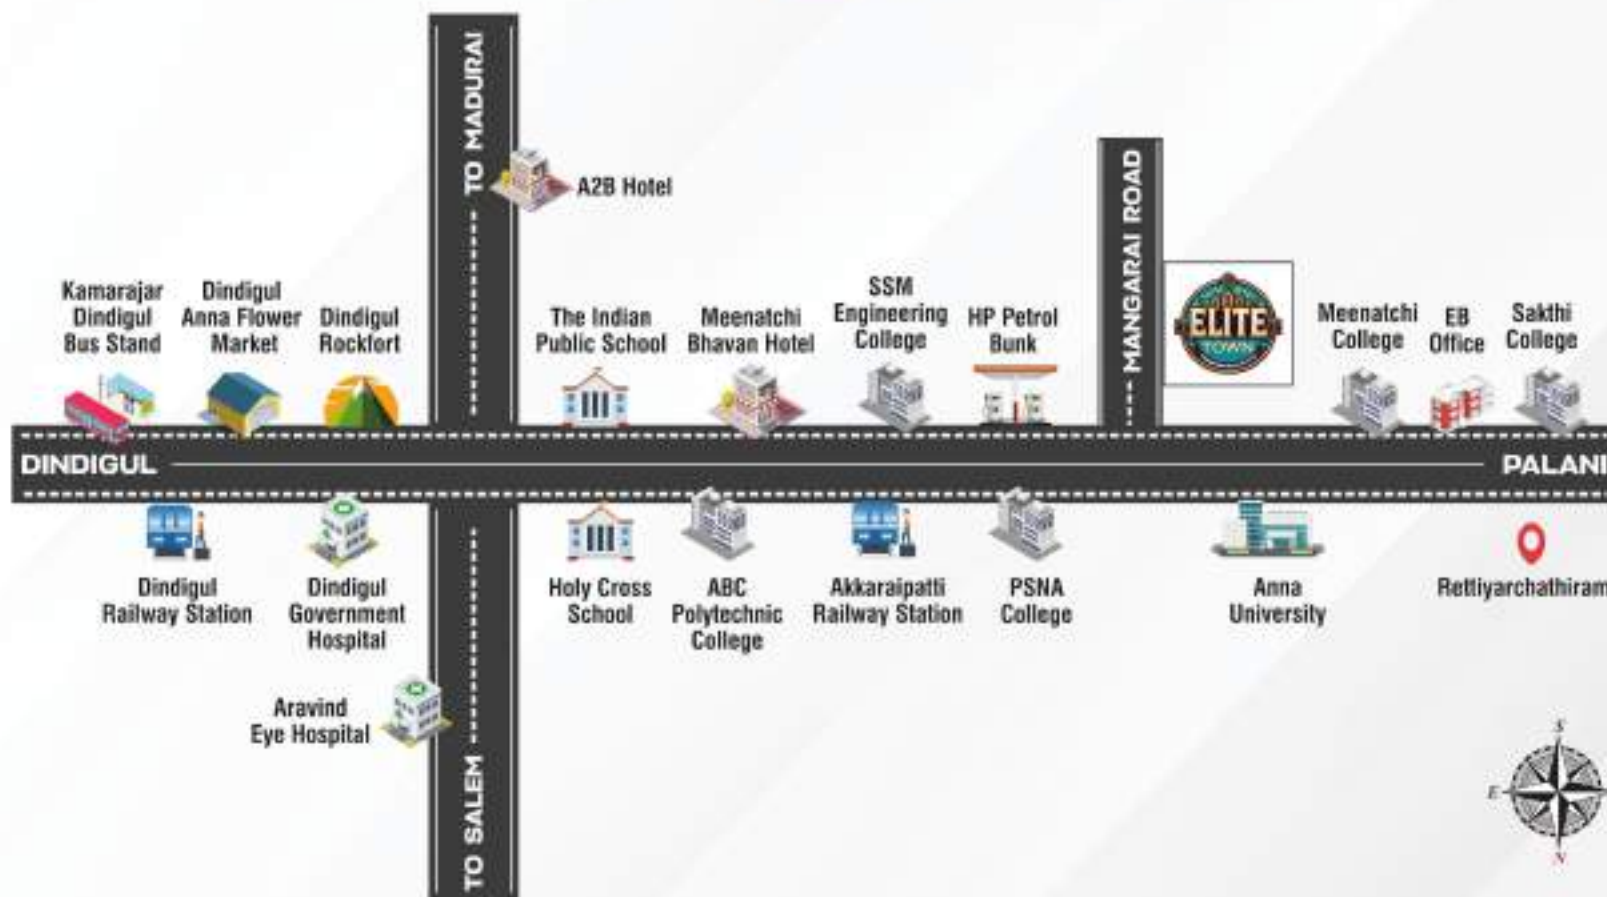 TO MADURAI
A2B Hotel
MANGARAI ROAD
Kamarajar
Dindigul
Bus Stand
Dindigul
Anna Flower
Market
Dindigul
Rockfort
The Indian
Public School
Meenatchi
Bhavan Hotel
SSM
Engineering
College
HP Petrol
Bunk
ELITE
TOWN
Meenatchi
College
EB
Office
Sakthi
College
DINDIGUL
PALANI
Dindigul
Railway Station
Dindigul
Government
Hospital
Holy Cross
School
ABC
Polytechnic
College
Akkaraipatti
Railway Station
PSNA
College
Anna
University
Rettiyarchathiram
Aravind
Eye Hospital
TO SALEM
S
E
N